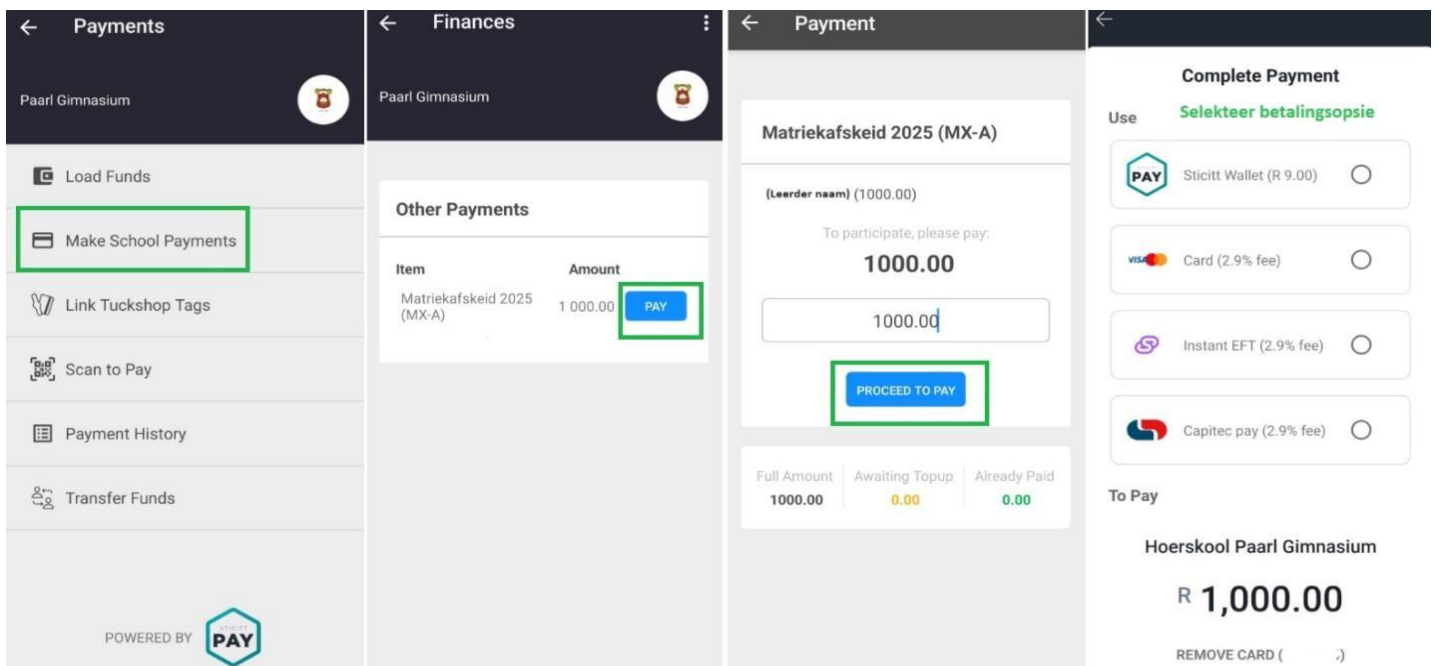 Payments
Paarl Gimnasium
Load Funds
Make School Payments
Link Tuckshop Tags
Scan to Pay
Payment History
Transfer Funds
POWERED BY
STICITT
PAY
Finances
Paarl Gimnasium
Other Payments
Item Amount
Matriekafskeid 2025
(MX-A)
1 000.00
PAY
Payment
Matriekafskeid 2025 (MX-A)
(Leerder naam) (1000.00)
To participate, please pay:
1000.00
1000.00
PROCEED TO PAY
Full Amount Awaiting Topup Already Paid
1000.00 0.00 0.00
Complete Payment
Use Selekteer betalingsopsie
PAY Sticitt Wallet (R 9.00)
VISA Card (2.9% fee)
Instant EFT (2.9% fee)
Capitec pay (2.9% fee)
To Pay
Hoerskool Paarl Gimnasium
R 1,000.00
REMOVE CARD ( .)